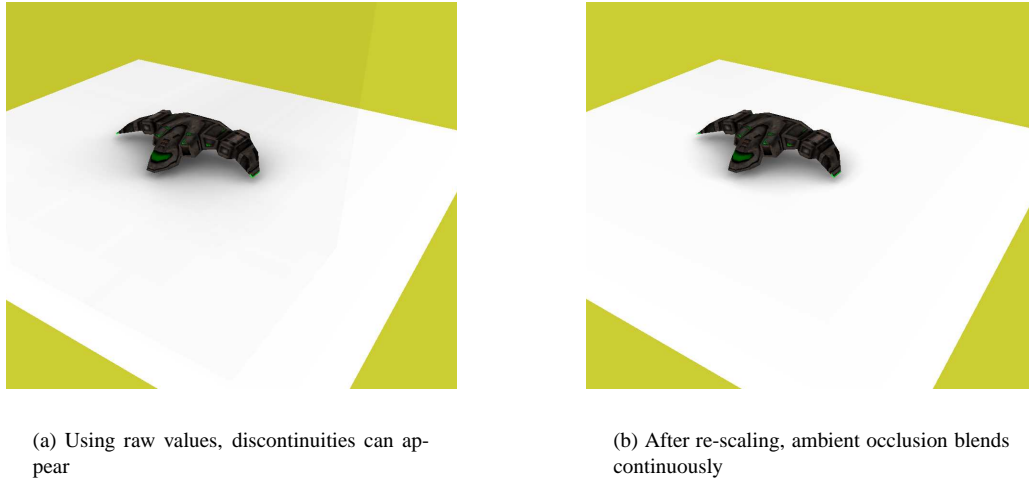 (a) Using raw values, discontinuities can ap-
pear
(b) After re-scaling, ambient occlusion blends
continuously